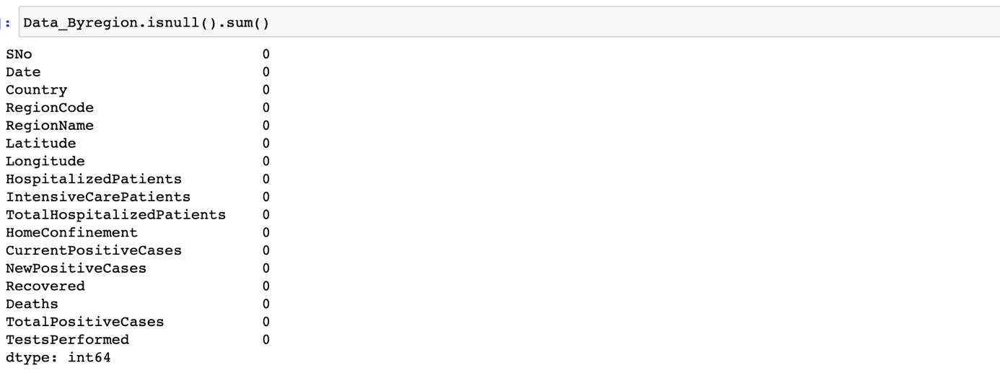 ]: Data_Byregion.isnull().sum()
SNo 0
Date 0
Country 0
RegionCode 0
RegionName 0
Latitude 0
Longitude 0
HospitalizedPatients 0
IntensiveCarePatients 0
TotalHospitalizedPatients 0
HomeConfinement 0
CurrentPositiveCases 0
NewPositiveCases 0
Recovered 0
Deaths 0
TotalPositiveCases 0
TestsPerformed 0
dtype: int64